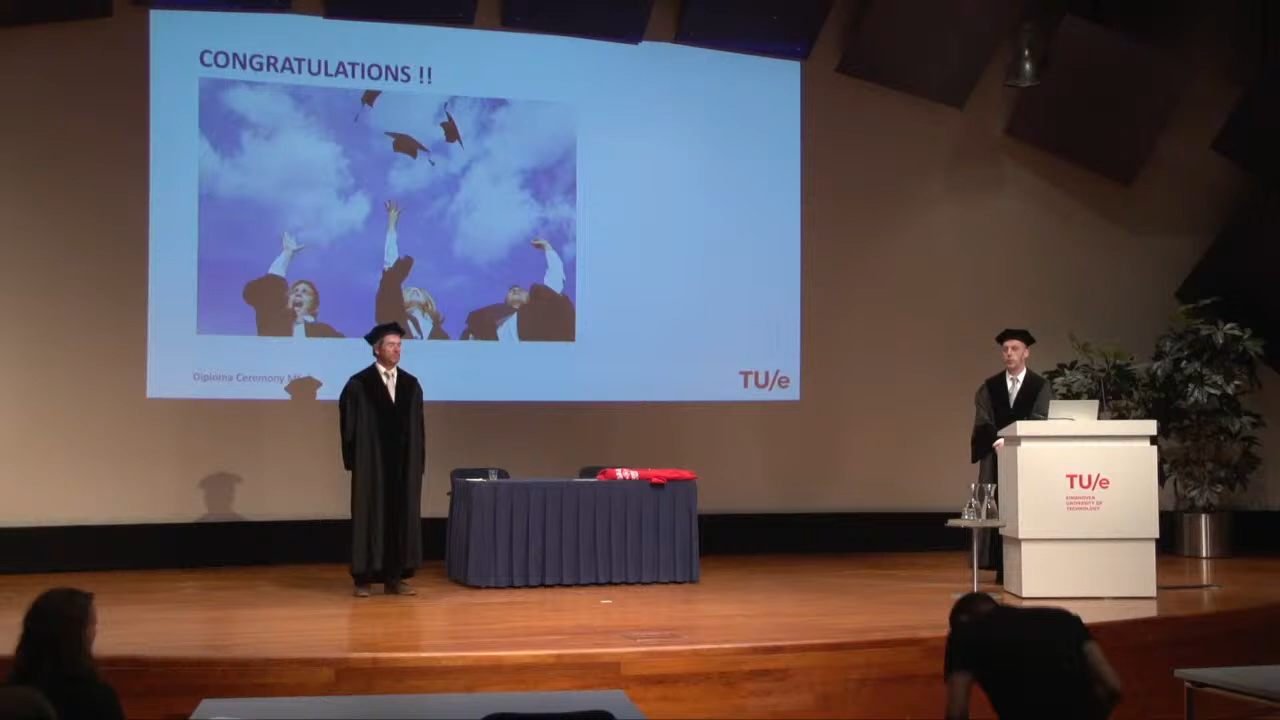 CONGRATULATIONS !!
Diploma Ceremony
TU/e
TU/e
EINDHOVEN
UNIVERSITY OF
TECHNOLOGY